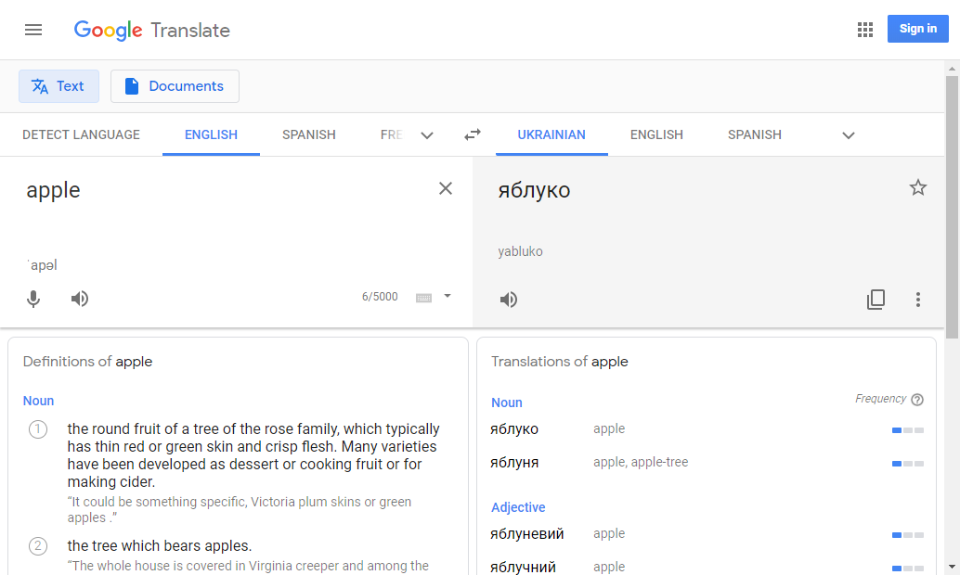 Google Translate
Sign in
Text
Documents
DETECT LANGUAGE
ENGLISH
SPANISH
FRE
UKRAINIAN
ENGLISH
SPANISH
apple
яблуко
yabluko
ˈapəl
6/5000
Definitions of apple
Noun
1
the round fruit of a tree of the rose family, which typically
has thin red or green skin and crisp flesh. Many varieties
have been developed as dessert or cooking fruit or for
making cider.
“It could be something specific, Victoria plum skins or green
apples .”
2
the tree which bears apples.
“The whole house is covered in Virginia creeper and among the
Translations of apple
Noun
Frequency
яблуко apple
яблуня apple, apple-tree
Adjective
яблуневий apple
яблучний apple